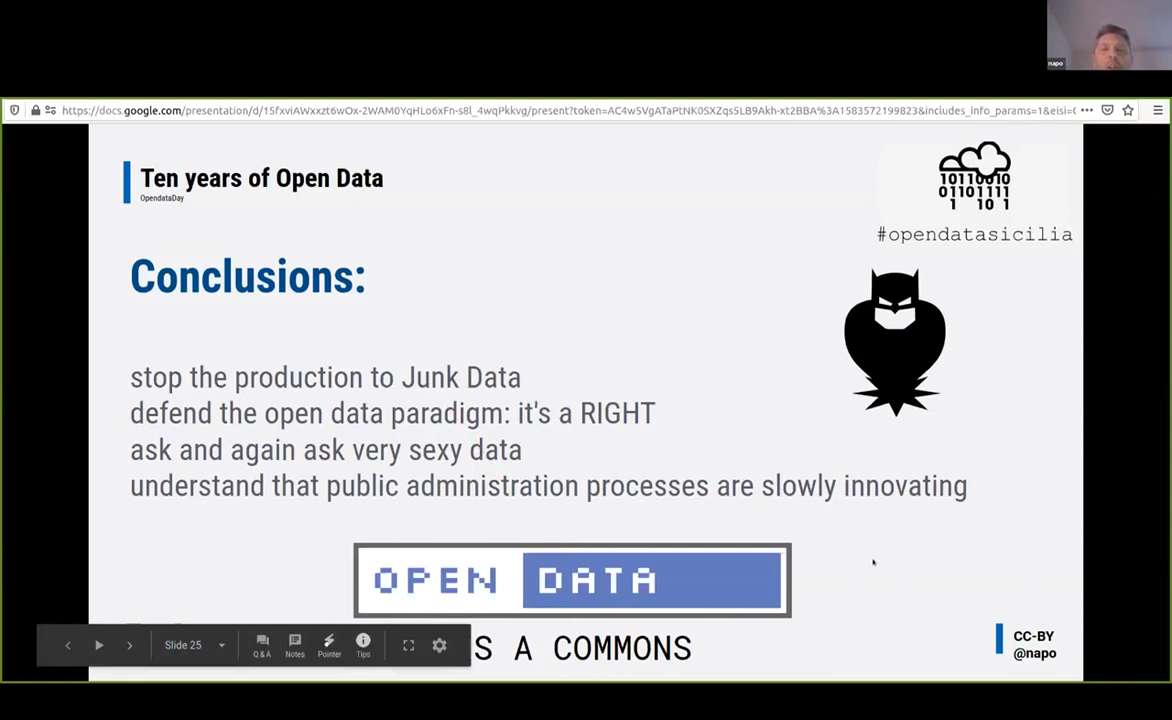 napo
https://docs.google.com/presentation/d/15fxviAWxxzt6wOx-2WAM0YqHLo6xFn-s8l_4wqPkkvg/present?token=AC4w5VgATaPtNK0SXZqs5LB9Akh-xt2BBA%3A1583572199823&includes_info_params=1&eisi=
Ten years of Open Data
OpendataDay
10110010
01101111
1 10 1
#opendatasicilia
Conclusions:
stop the production to Junk Data
defend the open data paradigm: it's a RIGHT
ask and again ask very sexy data
understand that public administration processes are slowly innovating
OPEN DATA
S A COMMONS
Slide 25
Q & A
Notes
Pointer
Tips
CC-BY
@napo